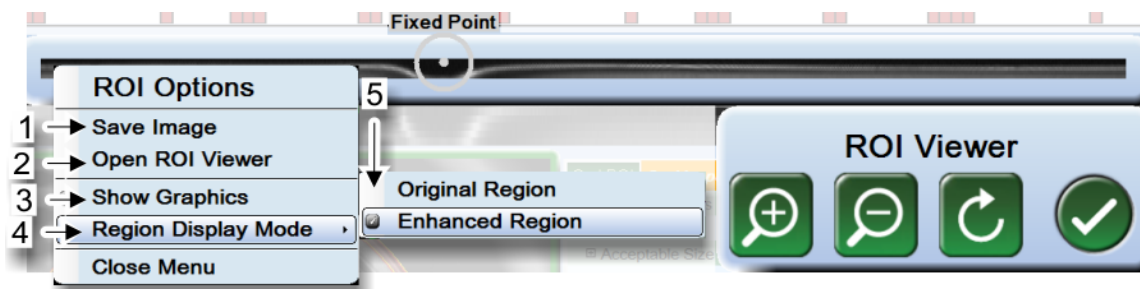 Fixed Point
ROI Options
5
1 Save Image
2 Open ROI Viewer
ROI Viewer
3 Show Graphics
Original Region
4 Region Display Mode
Enhanced Region
Acceptable Size
Close Menu